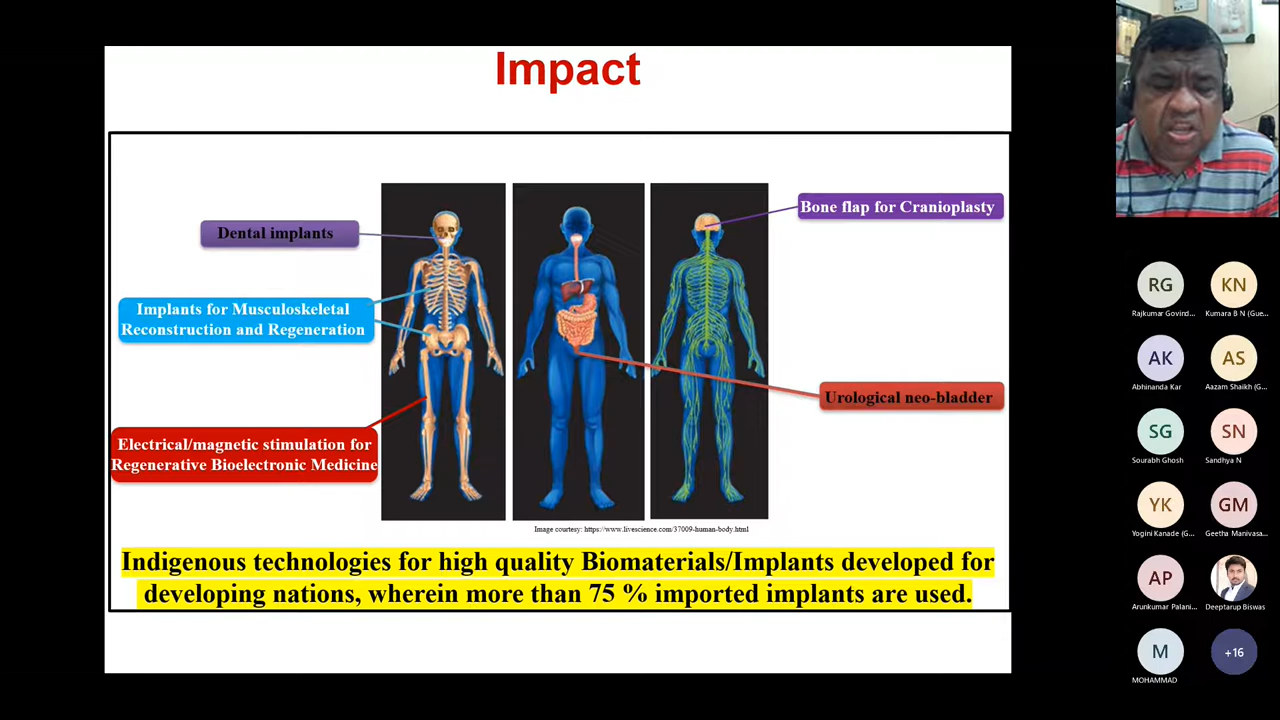 Impact
Dental implants
Bone flap for Cranioplasty
Implants for Musculoskeletal
Reconstruction and Regeneration
Urological neo-bladder
Electrical/magnetic stimulation for
Regenerative Bioelectronic Medicine
Image courtesy: https://www.livescience.com/37009-human-body.html
Indigenous technologies for high quality Biomaterials/Implants developed for
developing nations, wherein more than 75 % imported implants are used.
RG
Rajkumar Govind...
KN
Kumara B N (Gue...
AK
Abhinanda Kar
AS
Aazam Shaikh (G...
SG
Sourabh Ghosh
SN
Sandhya N
YK
Yogini Kanade (G...
GM
Geetha Manivasa...
AP
Arunkumar Palani...
Deeptarup Biswas
M
MOHAMMAD
+16